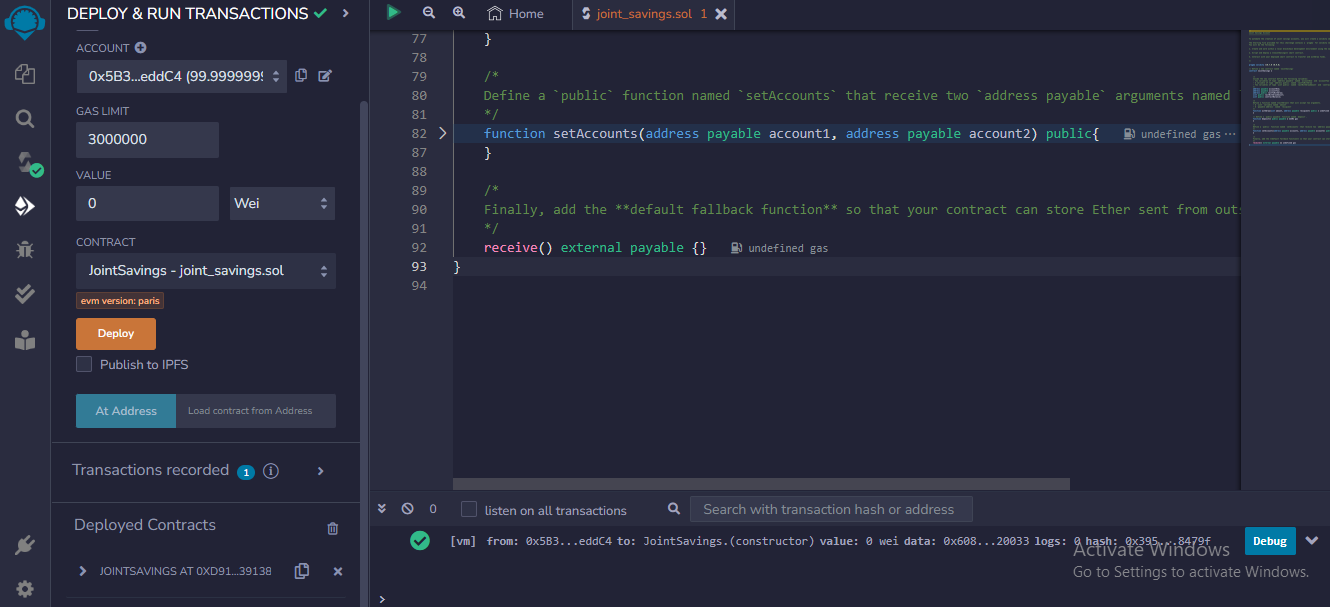 DEPLOY & RUN TRANSACTIONS
ACCOUNT
0x5B3...eddC4 (99.9999999
GAS LIMIT
3000000
VALUE
0
Wei
CONTRACT
JointSavings - joint_savings.sol
evm version: paris
Deploy
Publish to IPFS
At Address
Load contract from Address
Transactions recorded 1 i
Deployed Contracts
JOINTSAVINGS AT 0XD91...39138
Home
joint_savings.sol 1
77 }
78
79 /*
80 Define a `public` function named `setAccounts` that receive two `address payable` arguments named `
81 */
82 function setAccounts(address payable account1, address payable account2) public{ undefined gas ···
87 }
88
89 /*
90 Finally, add the **default fallback function** so that your contract can store Ether sent from out
91 */
92 receive() external payable {} undefined gas
93 }
94
0
listen on all transactions
Search with transaction hash or address
[vm] from: 0x5B3...eddC4 to: JointSavings.(constructor) value: 0 wei data: 0x608...20033 logs: 0 hash: 0x395...8479f
Debug
>
Activate Windows
Go to Settings to activate Windows.